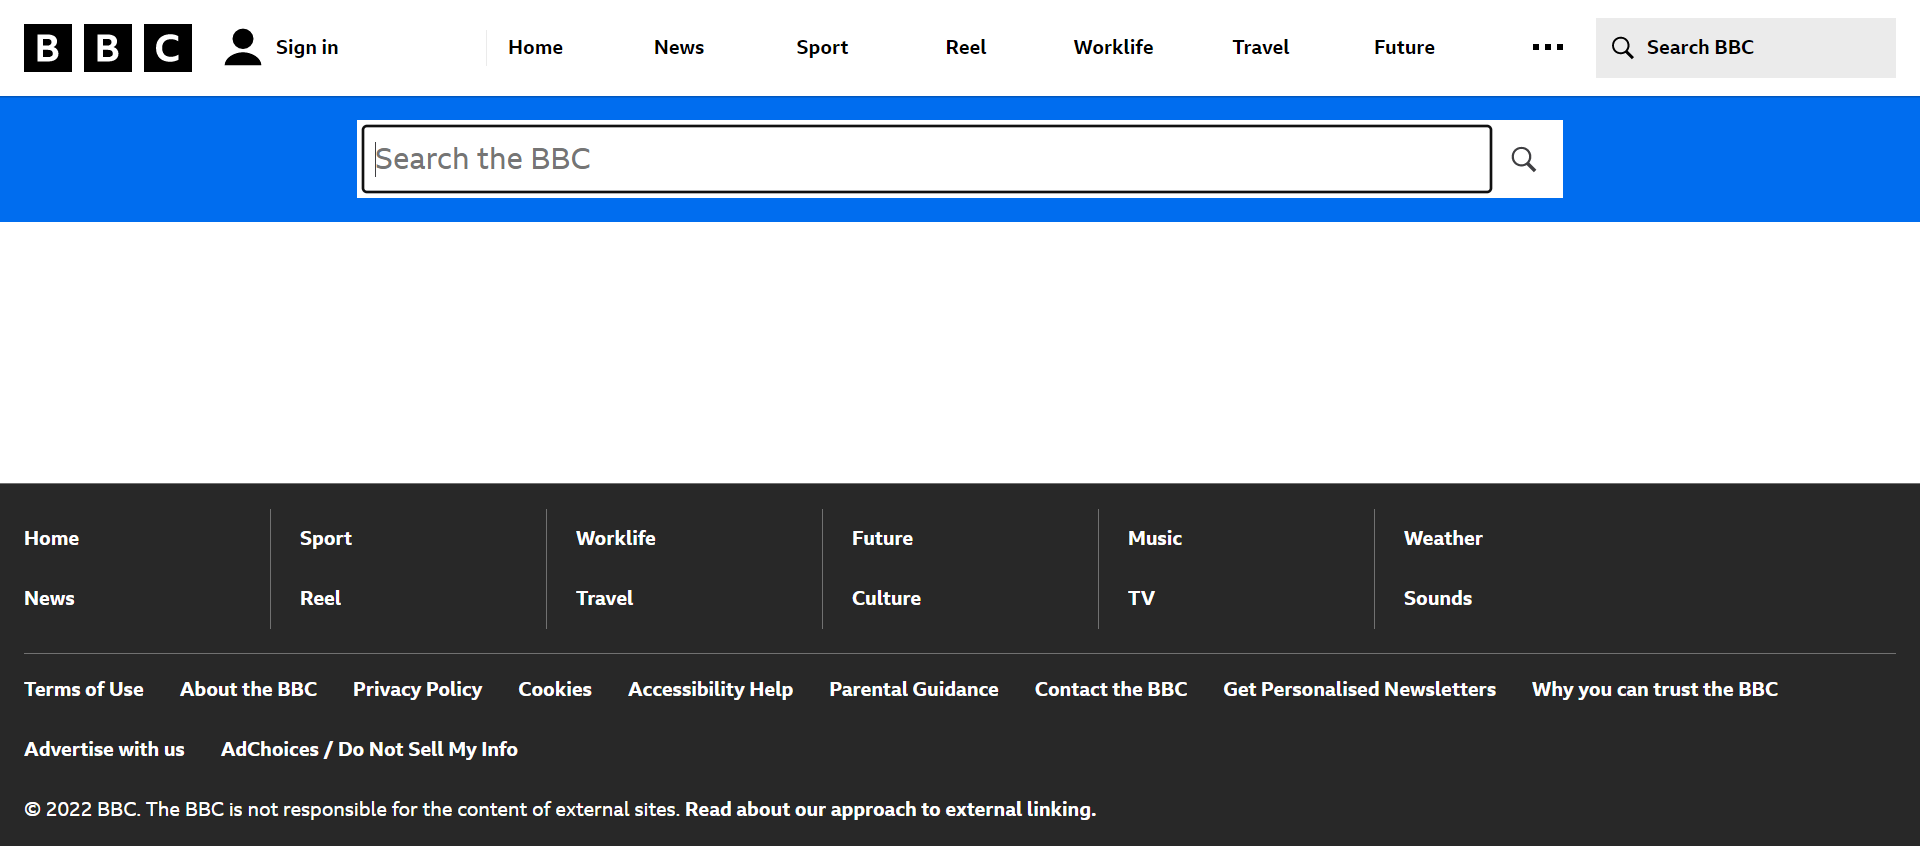 BBC Sign in Home News Sport Reel Worklife Travel Future Search BBC
Search the BBC
Home Sport Worklife Future Music Weather
News Reel Travel Culture TV Sounds
Terms of Use About the BBC Privacy Policy Cookies Accessibility Help Parental Guidance Contact the BBC Get Personalised Newsletters Why you can trust the BBC
Advertise with us AdChoices / Do Not Sell My Info
© 2022 BBC. The BBC is not responsible for the content of external sites. Read about our approach to external linking.